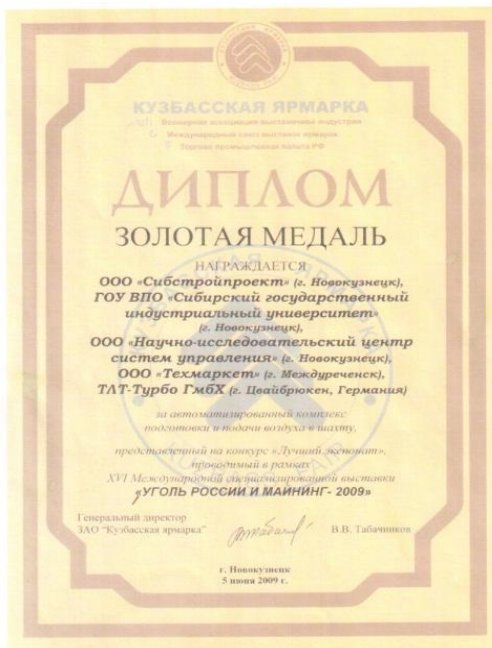 КУЗБАССКАЯ ЯРМАРКА
Всемирная ассоциация выставочной индустрии
Международный союз выставок ярмарок
Торгово промышленная палата РФ
ДИПЛОМ
ЗОЛОТАЯ МЕДАЛЬ
НАГРАЖДАЕТСЯ
ООО «Сибстройпроект» (г. Новокузнецк),
ГОУ ВПО «Сибирский государственный
индустриальный университет»
(г. Новокузнецк),
ООО «Научно-исследовательский центр
систем управления» (г. Новокузнецк),
ООО «Техмаркет» (г. Междуреченск),
ТЛТ-Турбо ГмбХ (г. Цвайбрюкен, Германия)
за автоматизированный комплекс
подготовки и подачи воздуха в шахту,
представленный на конкурс «Лучший экспонат»,
проводимый в рамках
XVI Международной специализированной выставки
«УГОЛЬ РОССИИ И МАЙНИНГ- 2009»
Генеральный директор
ЗАО "Кузбасская ярмарка"
В.В. Табачников
г. Новокузнецк
5 июня 2009 г.